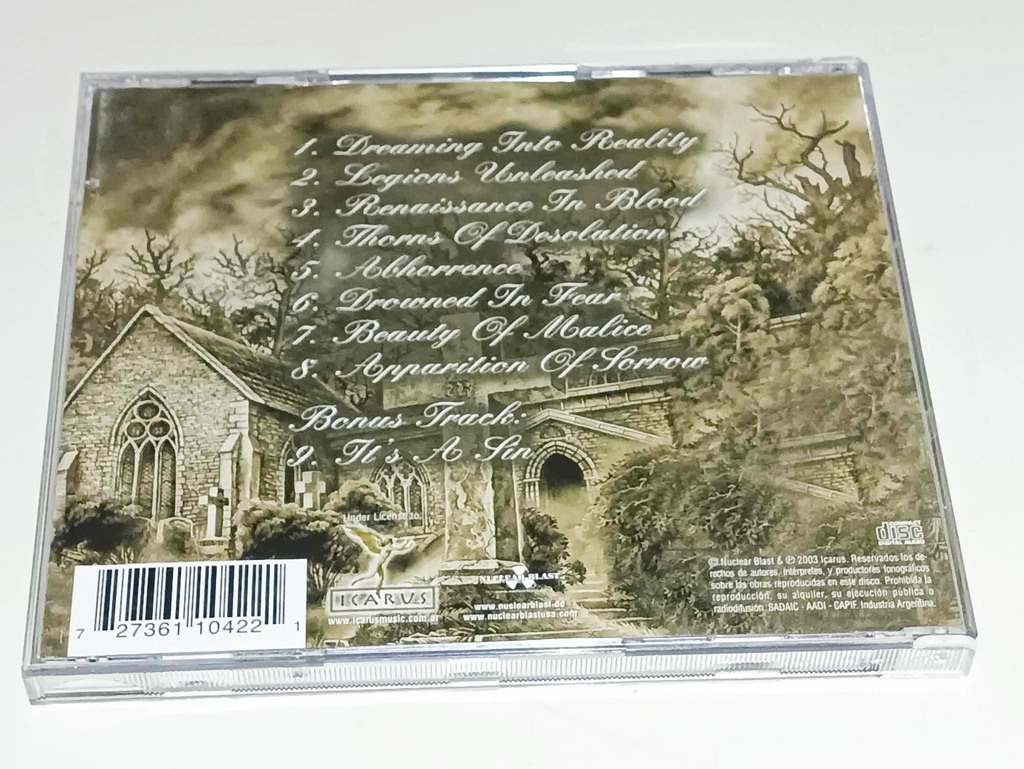 1. Dreaming Into Reality
2. Legions Unleashed
3. Renaissance In Blood
4. Thorns Of Desolation
5. Abhorrence
6. Drowned In Fear
7. Beauty Of Malice
8. Apparition Of Sorrow
Bonus Track:
9. It's A Sin
Under License to:
ICARUS
www.icarusmusic.com.ar
NUCLEAR BLAST
www.nuclearblast.de
www.nuclearblastusa.com
COMPACT
disc
DIGITAL AUDIO
© Nuclear Blast & ℗ 2003 Icarus. Reservados los de-
rechos de autores, intérpretes, y productores fonográficos
sobre las obras reproducidas en este disco. Prohibida la
reproducción, su alquiler, su ejecución pública o
radiodifusión. SADAIC - AADI - CAPIF. Industria Argentina.
7 27361 10422 1